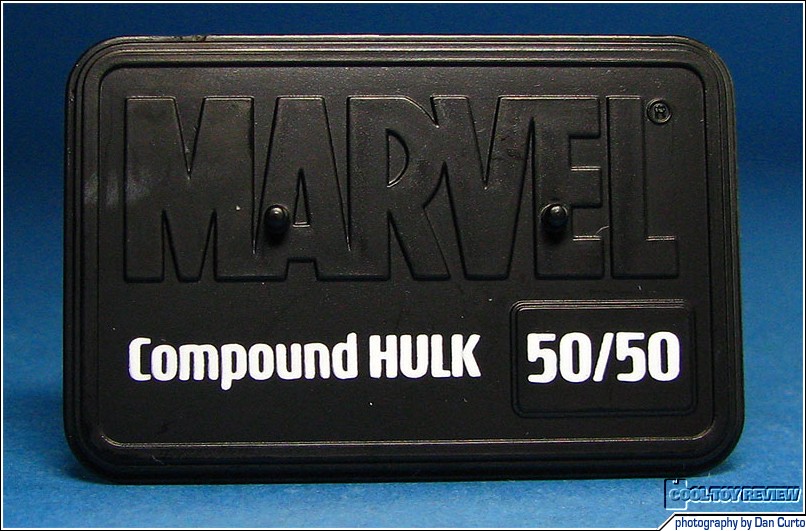 MARVEL®
Compound HULK 50/50
COOL TOY REVIEW
photography by Dan Curto